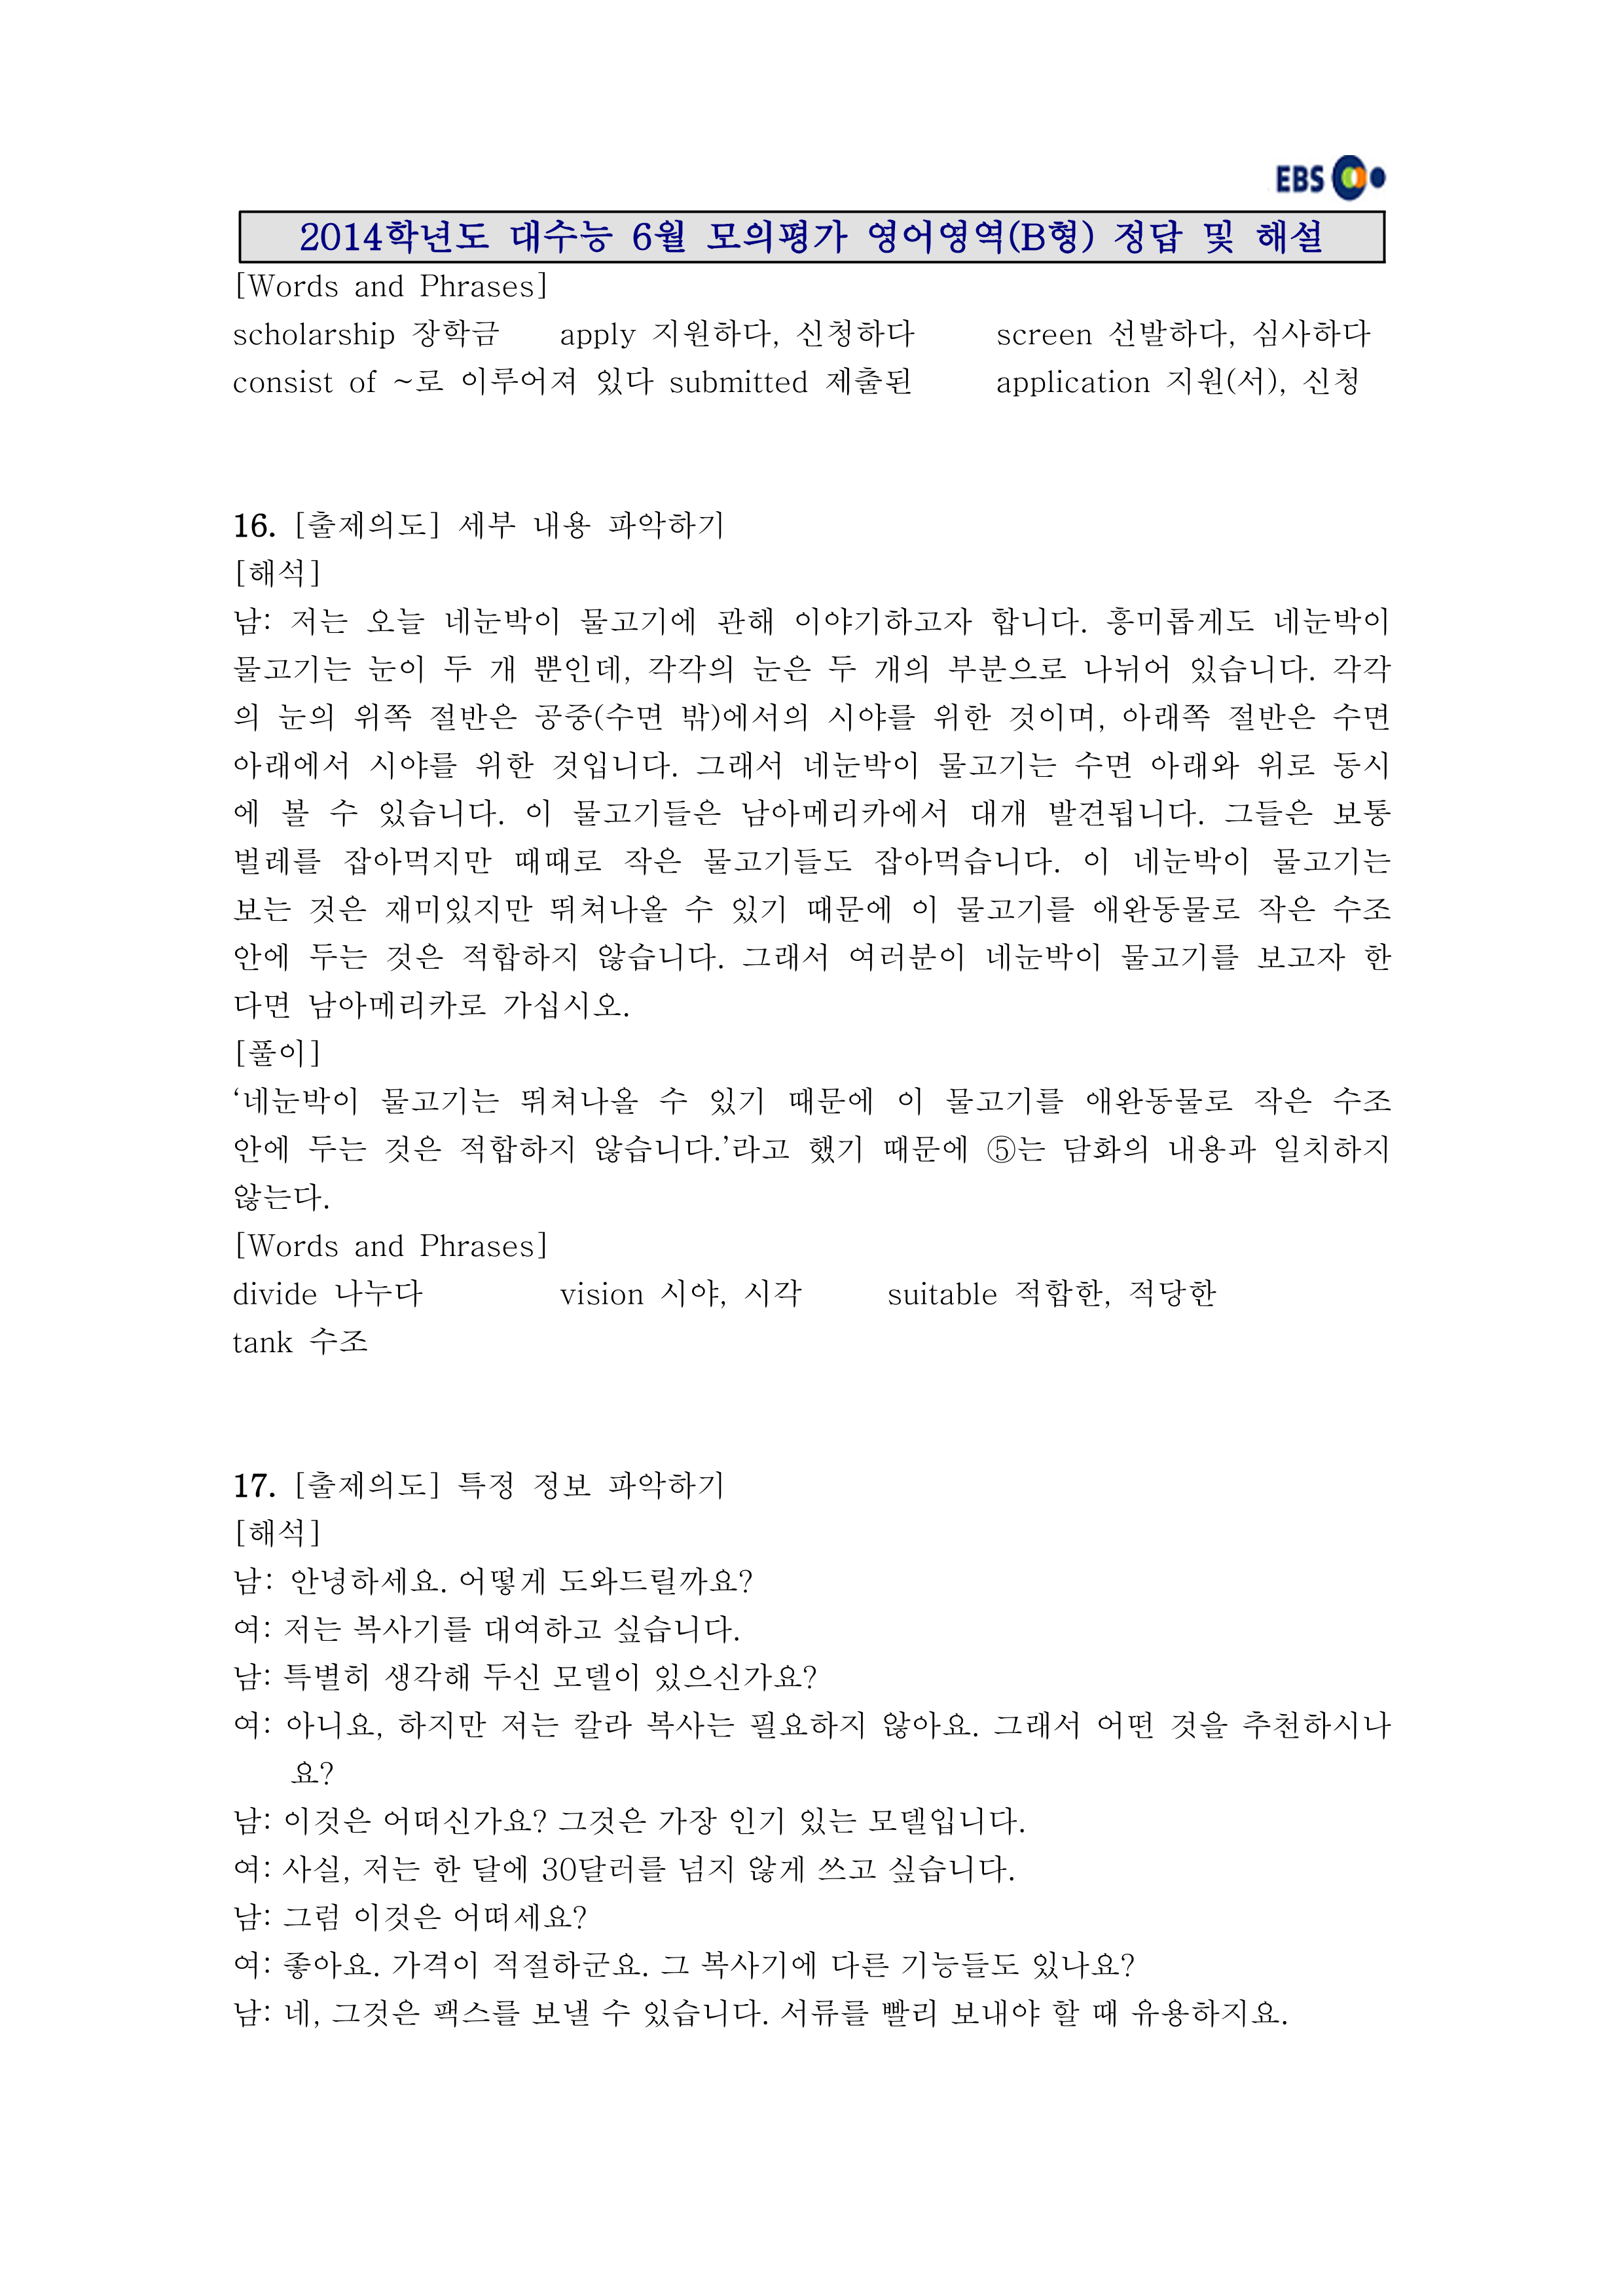 EBS
2014학년도 대수능 6월 모의평가 영어영역(B형) 정답 및 해설
[Words and Phrases]
scholarship 장학금 apply 지원하다, 신청하다 screen 선발하다, 심사하다
consist of ~로 이루어져 있다 submitted 제출된 application 지원(서), 신청
16. [출제의도] 세부 내용 파악하기
[해석]
남: 저는 오늘 네눈박이 물고기에 관해 이야기하고자 합니다. 흥미롭게도 네눈박이
물고기는 눈이 두 개 뿐인데, 각각의 눈은 두 개의 부분으로 나뉘어 있습니다. 각각
의 눈의 위쪽 절반은 공중(수면 밖)에서의 시야를 위한 것이며, 아래쪽 절반은 수면
아래에서 시야를 위한 것입니다. 그래서 네눈박이 물고기는 수면 아래와 위로 동시
에 볼 수 있습니다. 이 물고기들은 남아메리카에서 대개 발견됩니다. 그들은 보통
벌레를 잡아먹지만 때때로 작은 물고기들도 잡아먹습니다. 이 네눈박이 물고기는
보는 것은 재미있지만 뛰쳐나올 수 있기 때문에 이 물고기를 애완동물로 작은 수조
안에 두는 것은 적합하지 않습니다. 그래서 여러분이 네눈박이 물고기를 보고자 한
다면 남아메리카로 가십시오.
[풀이]
‘네눈박이 물고기는 뛰쳐나올 수 있기 때문에 이 물고기를 애완동물로 작은 수조
안에 두는 것은 적합하지 않습니다.’라고 했기 때문에 ⑤는 담화의 내용과 일치하지
않는다.
[Words and Phrases]
divide 나누다 vision 시야, 시각 suitable 적합한, 적당한
tank 수조
17. [출제의도] 특정 정보 파악하기
[해석]
남: 안녕하세요. 어떻게 도와드릴까요?
여: 저는 복사기를 대여하고 싶습니다.
남: 특별히 생각해 두신 모델이 있으신가요?
여: 아니요, 하지만 저는 칼라 복사는 필요하지 않아요. 그래서 어떤 것을 추천하시나
요?
남: 이것은 어떠신가요? 그것은 가장 인기 있는 모델입니다.
여: 사실, 저는 한 달에 30달러를 넘지 않게 쓰고 싶습니다.
남: 그럼 이것은 어떠세요?
여: 좋아요. 가격이 적절하군요. 그 복사기에 다른 기능들도 있나요?
남: 네, 그것은 팩스를 보낼 수 있습니다. 서류를 빨리 보내야 할 때 유용하지요.